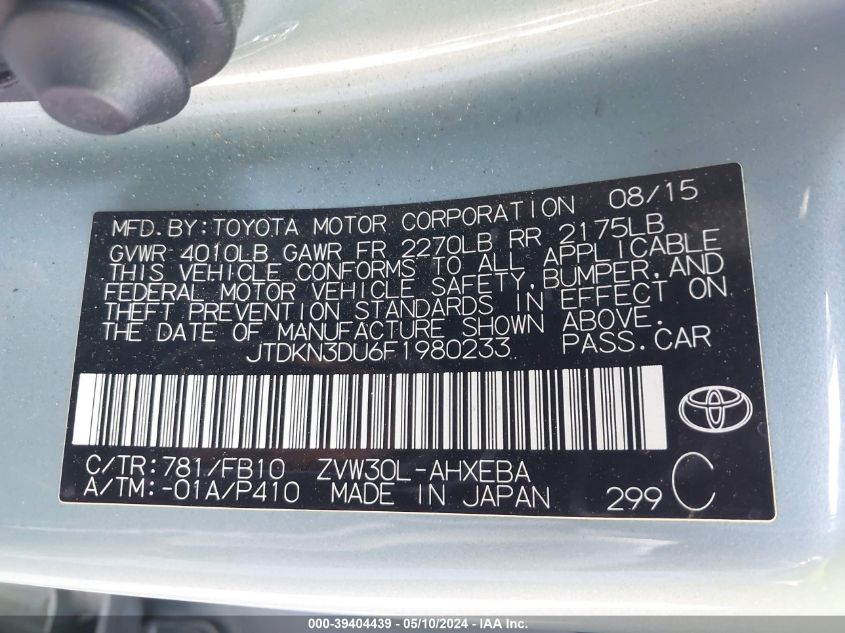 MFD.BY:TOYOTA MOTOR CORPORATION 08/15
GVWR 4010LB GAWR FR 2270LB RR 2175LB
THIS VEHICLE CONFORMS TO ALL APPLICABLE
FEDERAL MOTOR VEHICLE SAFETY,BUMPER,AND
THEFT PREVENTION STANDARDS IN EFFECT ON
THE DATE OF MANUFACTURE SHOWN ABOVE.
JTDKN3DU6F1980233 PASS.CAR
C/TR:781/FB10 ZVW30L-AHXEBA
A/TM:-01A/P410 MADE IN JAPAN 299 C
000-39404439 - 05/10/2024 - IAA Inc.